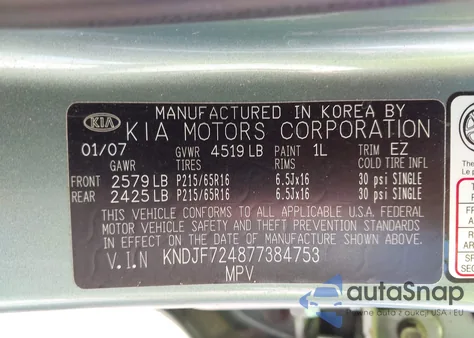 MANUFACTURED IN KOREA BY
KIA KIA MOTORS CORPORATION
01/07 GVWR 4519 LB PAINT 1L TRIM EZ
GAWR TIRES RIMS COLD TIRE INFL
FRONT 2579 LB P215/65R16 6.5Jx16 30 psi SINGLE
REAR 2425 LB P215/65R16 6.5Jx16 30 psi SINGLE
THIS VEHICLE CONFORMS TO ALL APPLICABLE U.S.A. FEDERAL
MOTOR VEHICLE SAFETY AND THEFT PREVENTION STANDARDS
IN EFFECT ON THE DATE OF MANUFACTURE SHOWN ABOVE
V.I.N KNDJF724877384753
MPV.
autoSnap